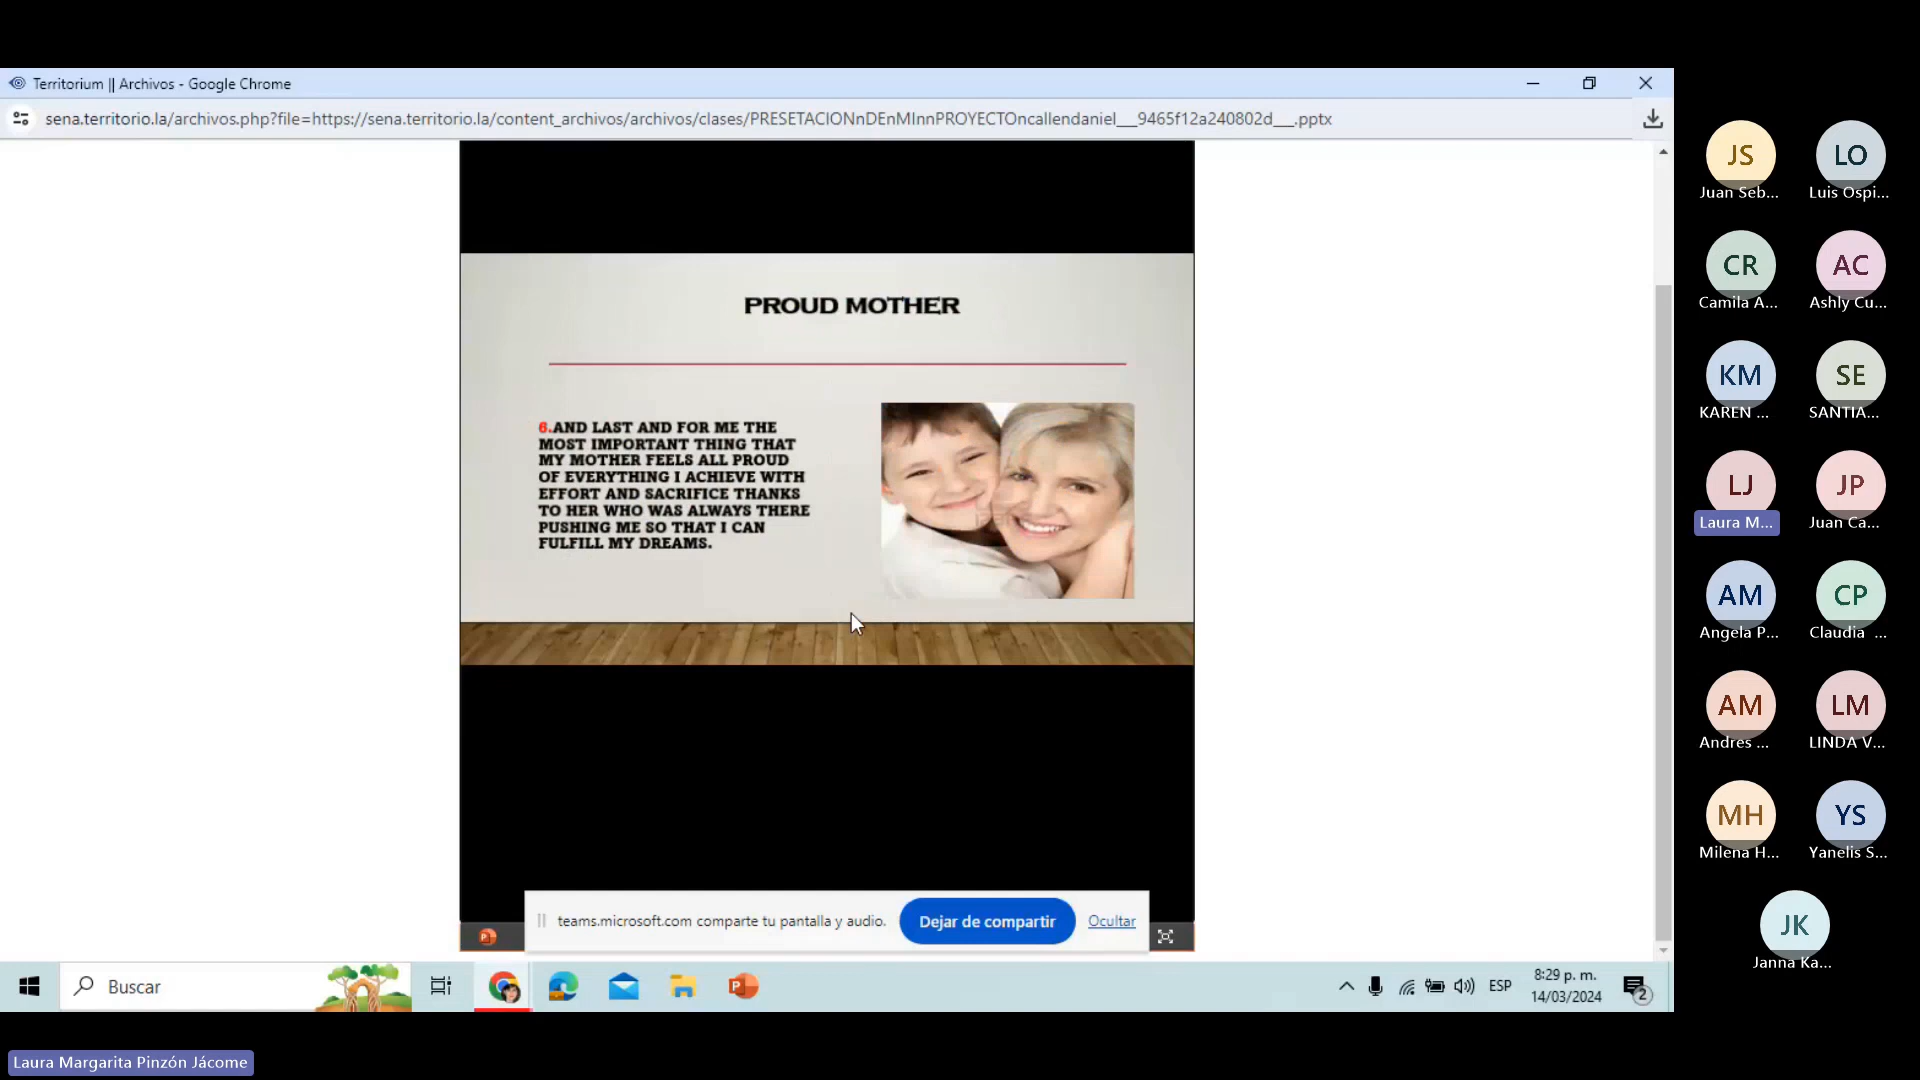 Territorium || Archivos - Google Chrome
sena.territorio.la/archivos.php?file=https://sena.territorio.la/content_archivos/archivos/clases/PRESETACIONnDEnMInnPROYECTOncallendaniel___9465f12a240802d___.pptx
PROUD MOTHER
6.AND LAST AND FOR ME THE
MOST IMPORTANT THING THAT
MY MOTHER FEELS ALL PROUD
OF EVERYTHING I ACHIEVE WITH
EFFORT AND SACRIFICE THANKS
TO HER WHO WAS ALWAYS THERE
PUSHING ME SO THAT I CAN
FULFILL MY DREAMS.
teams.microsoft.com comparte tu pantalla y audio.
Dejar de compartir
Ocultar
Buscar
ESP
8:29 p. m.
14/03/2024
2
JS
Juan Seb...
LO
Luis Ospi...
CR
Camila A...
AC
Ashly Cu...
KM
KAREN ...
SE
SANTIA...
LJ
Laura M...
JP
Juan Ca...
AM
Angela P...
CP
Claudia ...
AM
Andres ...
LM
LINDA V...
MH
Milena H...
YS
Yanelis S...
JK
Janna Ka...
Laura Margarita Pinzón Jácome